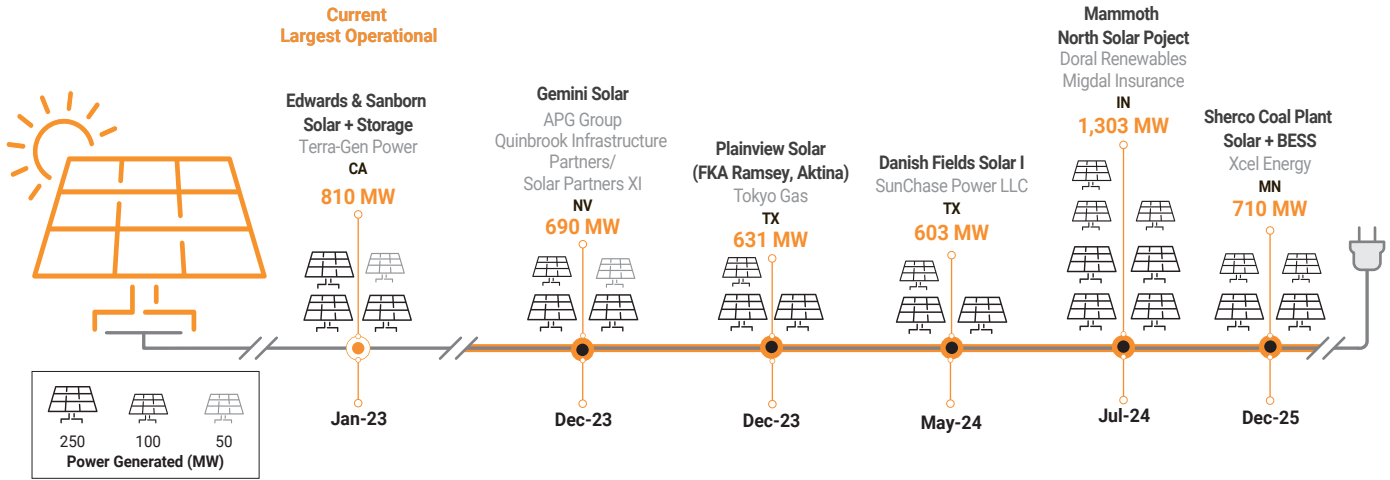 Current
Largest Operational
Edwards & Sanborn
Solar + Storage
Terra-Gen Power
CA
810 MW
Jan-23
Gemini Solar
APG Group
Quinbrook Infrastructure
Partners/
Solar Partners XI
NV
690 MW
Dec-23
Plainview Solar
(FKA Ramsey, Aktina)
Tokyo Gas
TX
631 MW
Dec-23
Danish Fields Solar I
SunChase Power LLC
TX
603 MW
May-24
Mammoth
North Solar Poject
Doral Renewables
Migdal Insurance
IN
1,303 MW
Jul-24
Sherco Coal Plant
Solar + BESS
Xcel Energy
MN
710 MW
Dec-25
250
100
50
Power Generated (MW)